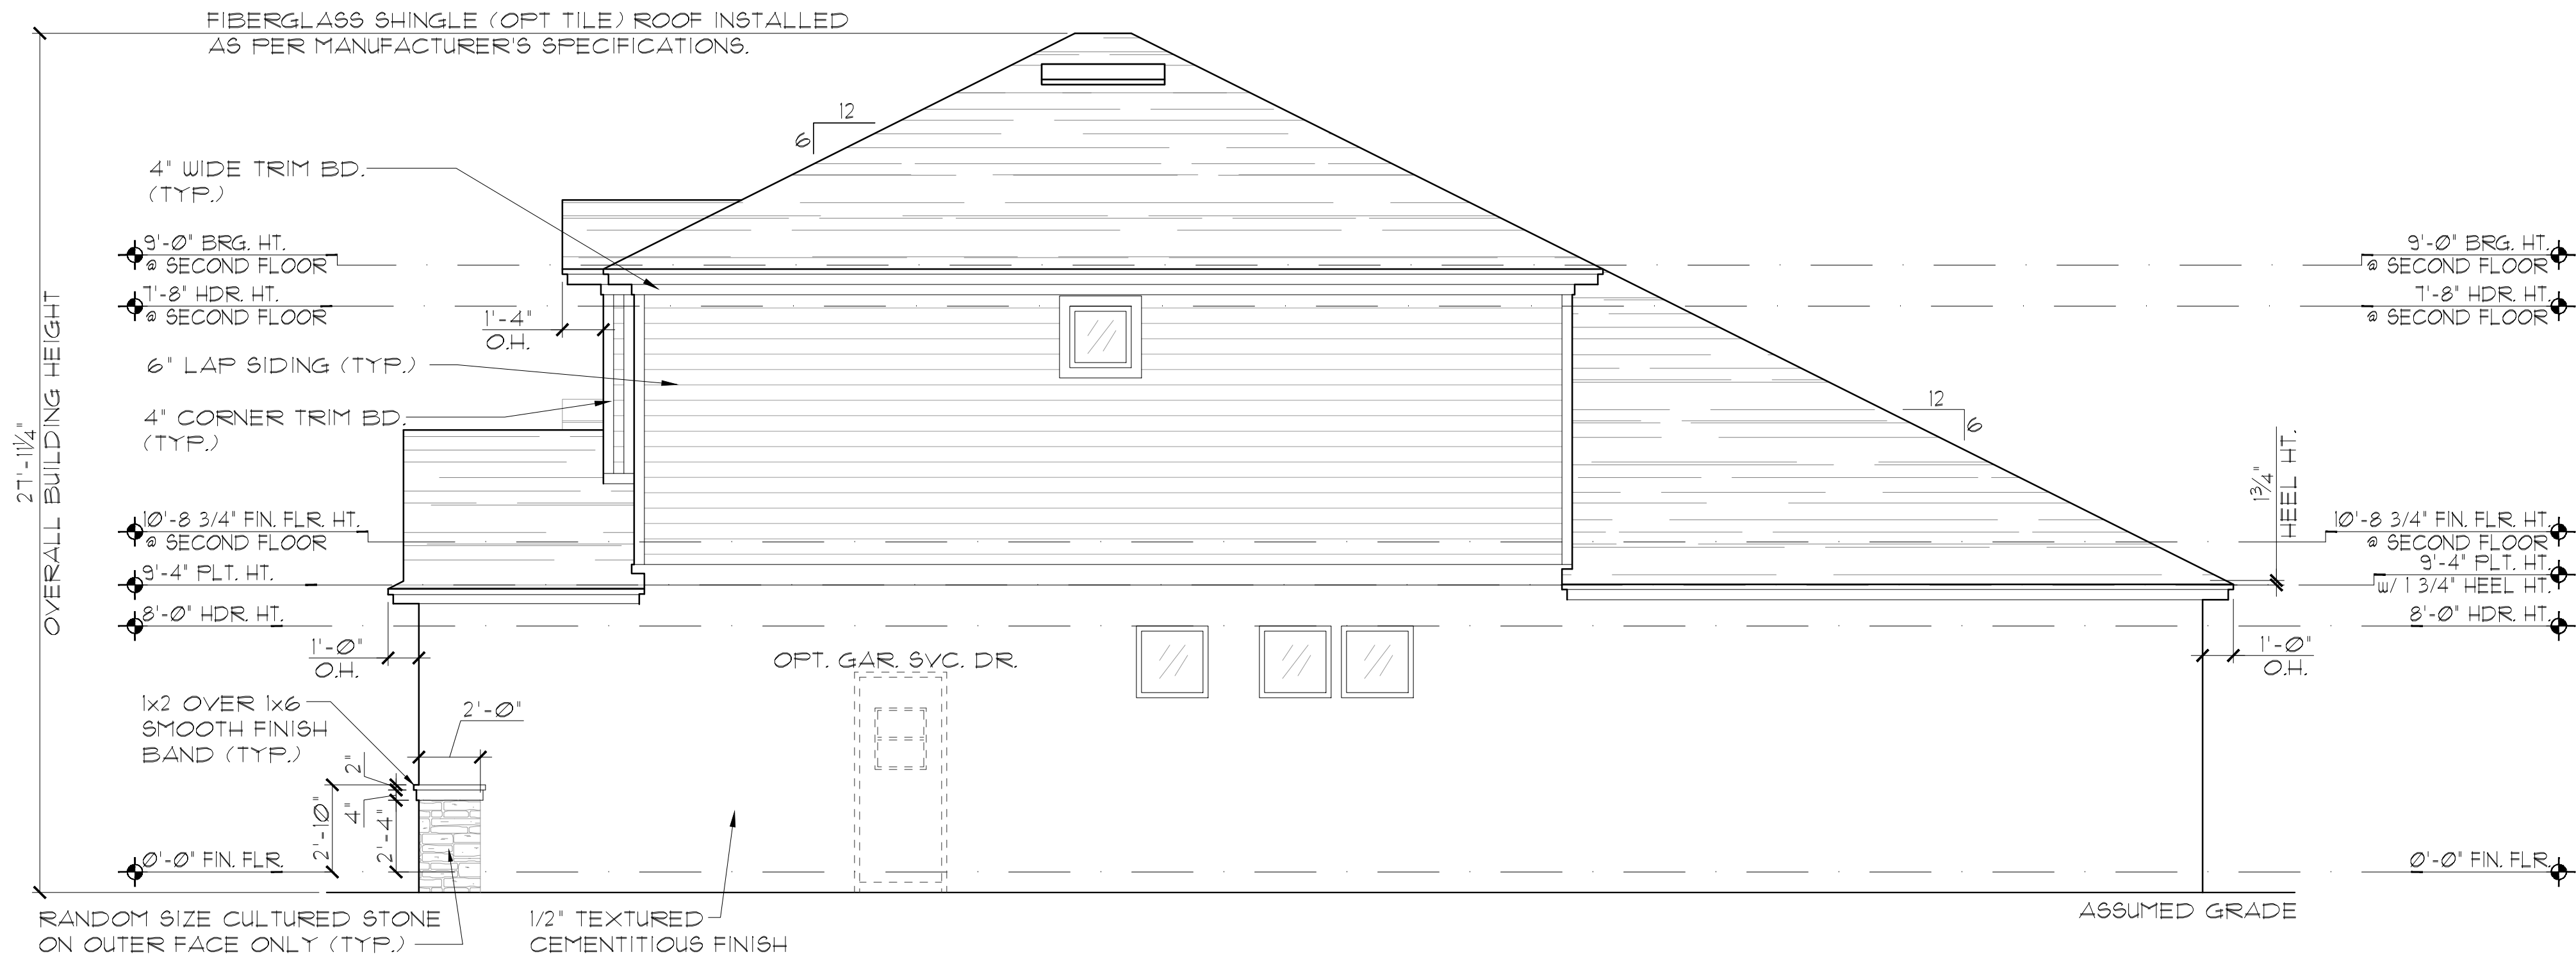 FIBERGLASS SHINGLE (OPT TILE) ROOF INSTALLED
AS PER MANUFACTURER'S SPECIFICATIONS.
12
6
4" WIDE TRIM BD.
(TYP.)
9'-0" BRG. HT.
@ SECOND FLOOR
7'-8" HDR. HT.
@ SECOND FLOOR
1'-4"
O.H.
6" LAP SIDING (TYP.)
4" CORNER TRIM BD.
(TYP.)
27'-11 1/4"
OVERALL BUILDING HEIGHT
10'-8 3/4" FIN. FLR. HT.
@ SECOND FLOOR
9'-4" PLT. HT.
8'-0" HDR. HT.
1'-0"
O.H.
1x2 OVER 1x6
SMOOTH FINISH
BAND (TYP.)
2'-0"
2"
4"
2'-10"
2'-4"
0'-0" FIN. FLR.
RANDOM SIZE CULTURED STONE
ON OUTER FACE ONLY (TYP.)
1/2" TEXTURED
CEMENTITIOUS FINISH
OPT. GAR. SVC. DR.
9'-0" BRG. HT.
@ SECOND FLOOR
7'-8" HDR. HT.
@ SECOND FLOOR
12
6
1 3/4"
HEEL HT.
10'-8 3/4" FIN. FLR. HT.
@ SECOND FLOOR
9'-4" PLT. HT.
w/ 1 3/4" HEEL HT.
8'-0" HDR. HT.
1'-0"
O.H.
0'-0" FIN. FLR.
ASSUMED GRADE